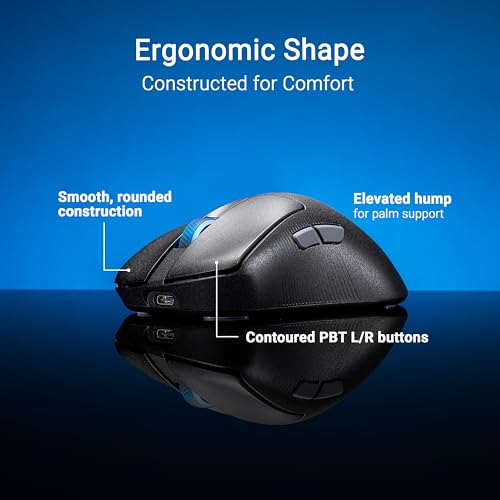 Ergonomic Shape
Constructed for Comfort
Smooth, rounded
construction
Elevated hump
for palm support
Contoured PBT L/R buttons